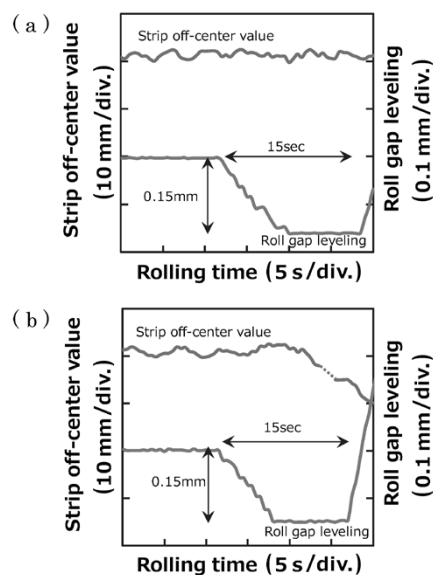 (a)
Strip off-center value
(10 mm/div.)
Strip off-center value
15sec
0.15mm
Roll gap leveling
Roll gap leveling
(0.1 mm/div.)
Rolling time (5 s/div.)
(b)
Strip off-center value
(10 mm/div.)
Strip off-center value
15sec
0.15mm
Roll gap leveling
Roll gap leveling
(0.1 mm/div.)
Rolling time (5 s/div.)